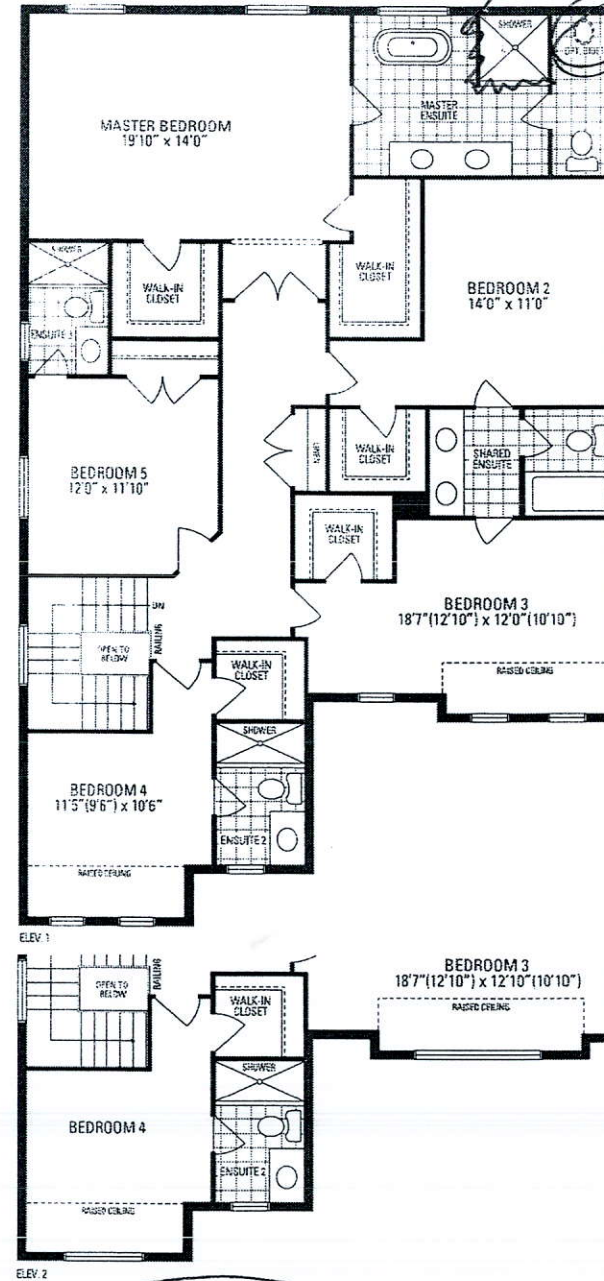 SHOWER
OPT. BIDET
MASTER BEDROOM
19'10" x 14'0"
MASTER
ENSUITE
SHOWER
WALK-IN
CLOSET
WALK-IN
CLOSET
BEDROOM 2
14'0" x 11'0"
ENSUITE 3
BEDROOM 5
12'0" x 11'10"
LINEN
WALK-IN
CLOSET
SHARED
ENSUITE
WALK-IN
CLOSET
DN
RAILING
OPEN TO
BELOW
BEDROOM 3
18'7"(12'10") x 12'0"(10'10")
RAISED CEILING
WALK-IN
CLOSET
SHOWER
BEDROOM 4
11'5"(9'6") x 10'6"
ENSUITE 2
RAISED CEILING
ELEV. 1
OPEN TO
BELOW
RAILING
WALK-IN
CLOSET
BEDROOM 3
18'7"(12'10") x 12'10"(10'10")
RAISED CEILING
SHOWER
BEDROOM 4
ENSUITE 2
RAISED CEILING
ELEV. 2